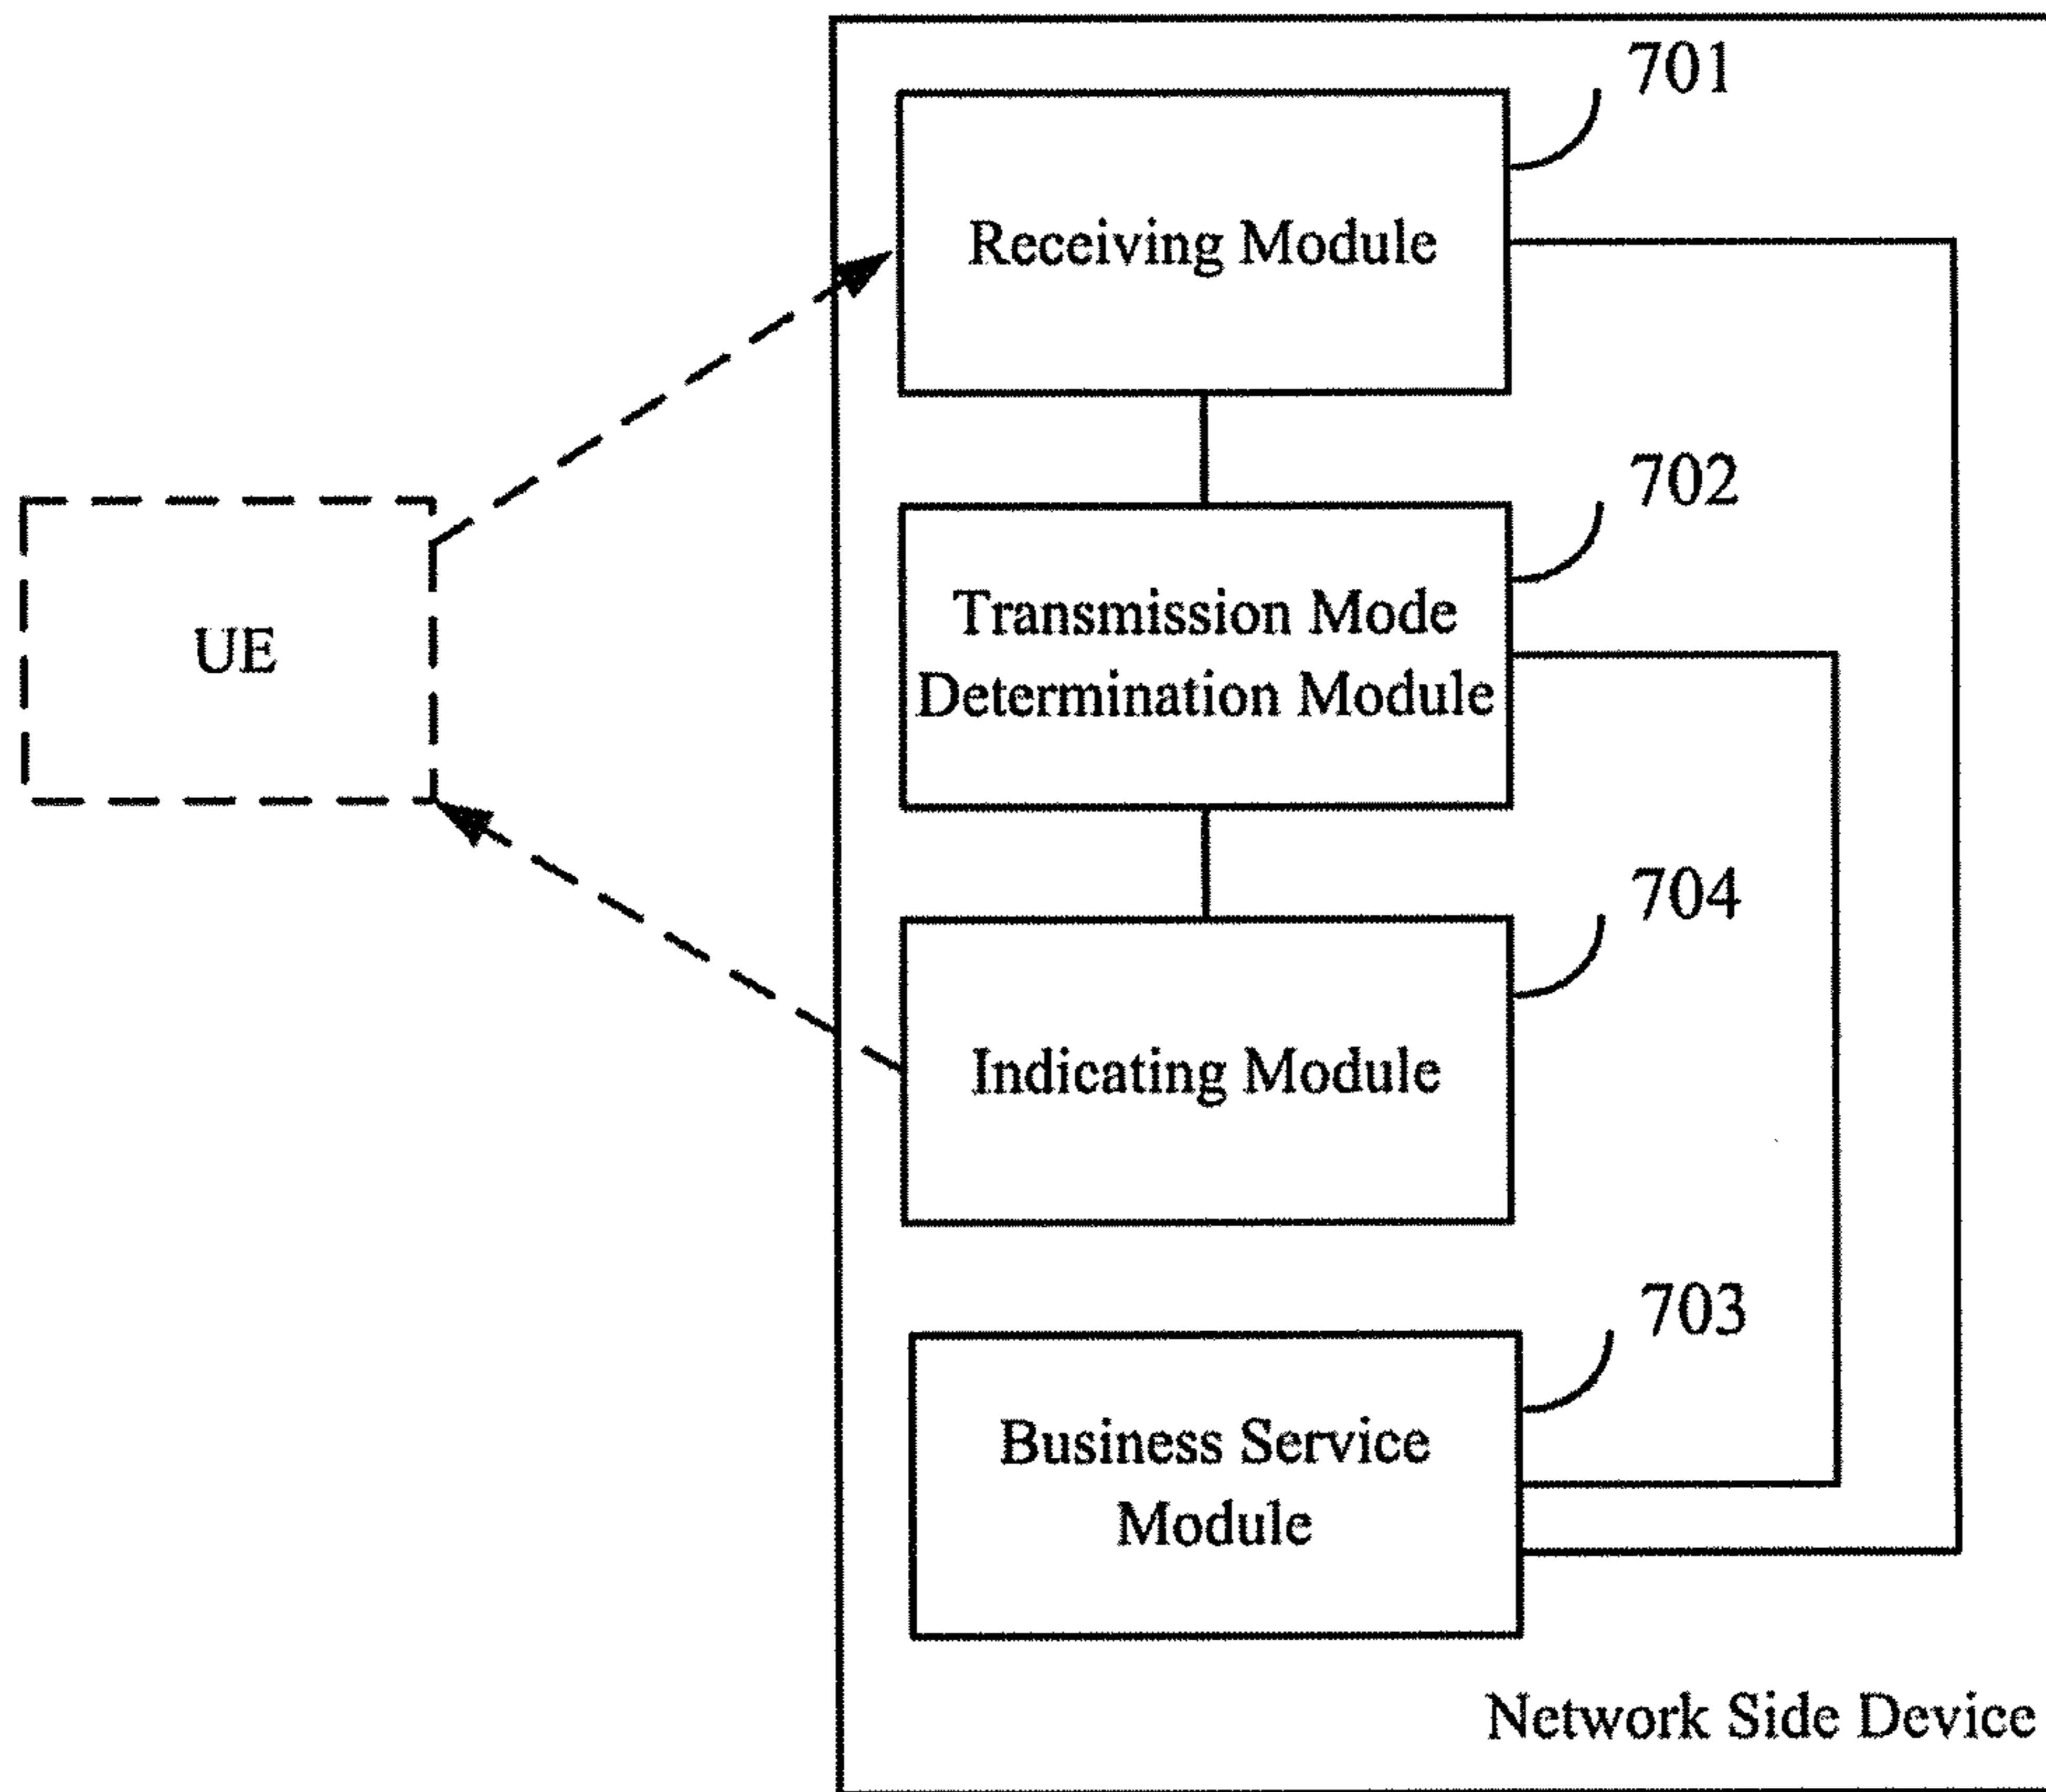 701
Receiving Module
702
Transmission Mode
Determination Module
UE
704
Indicating Module
703
Business Service
Module
Network Side Device